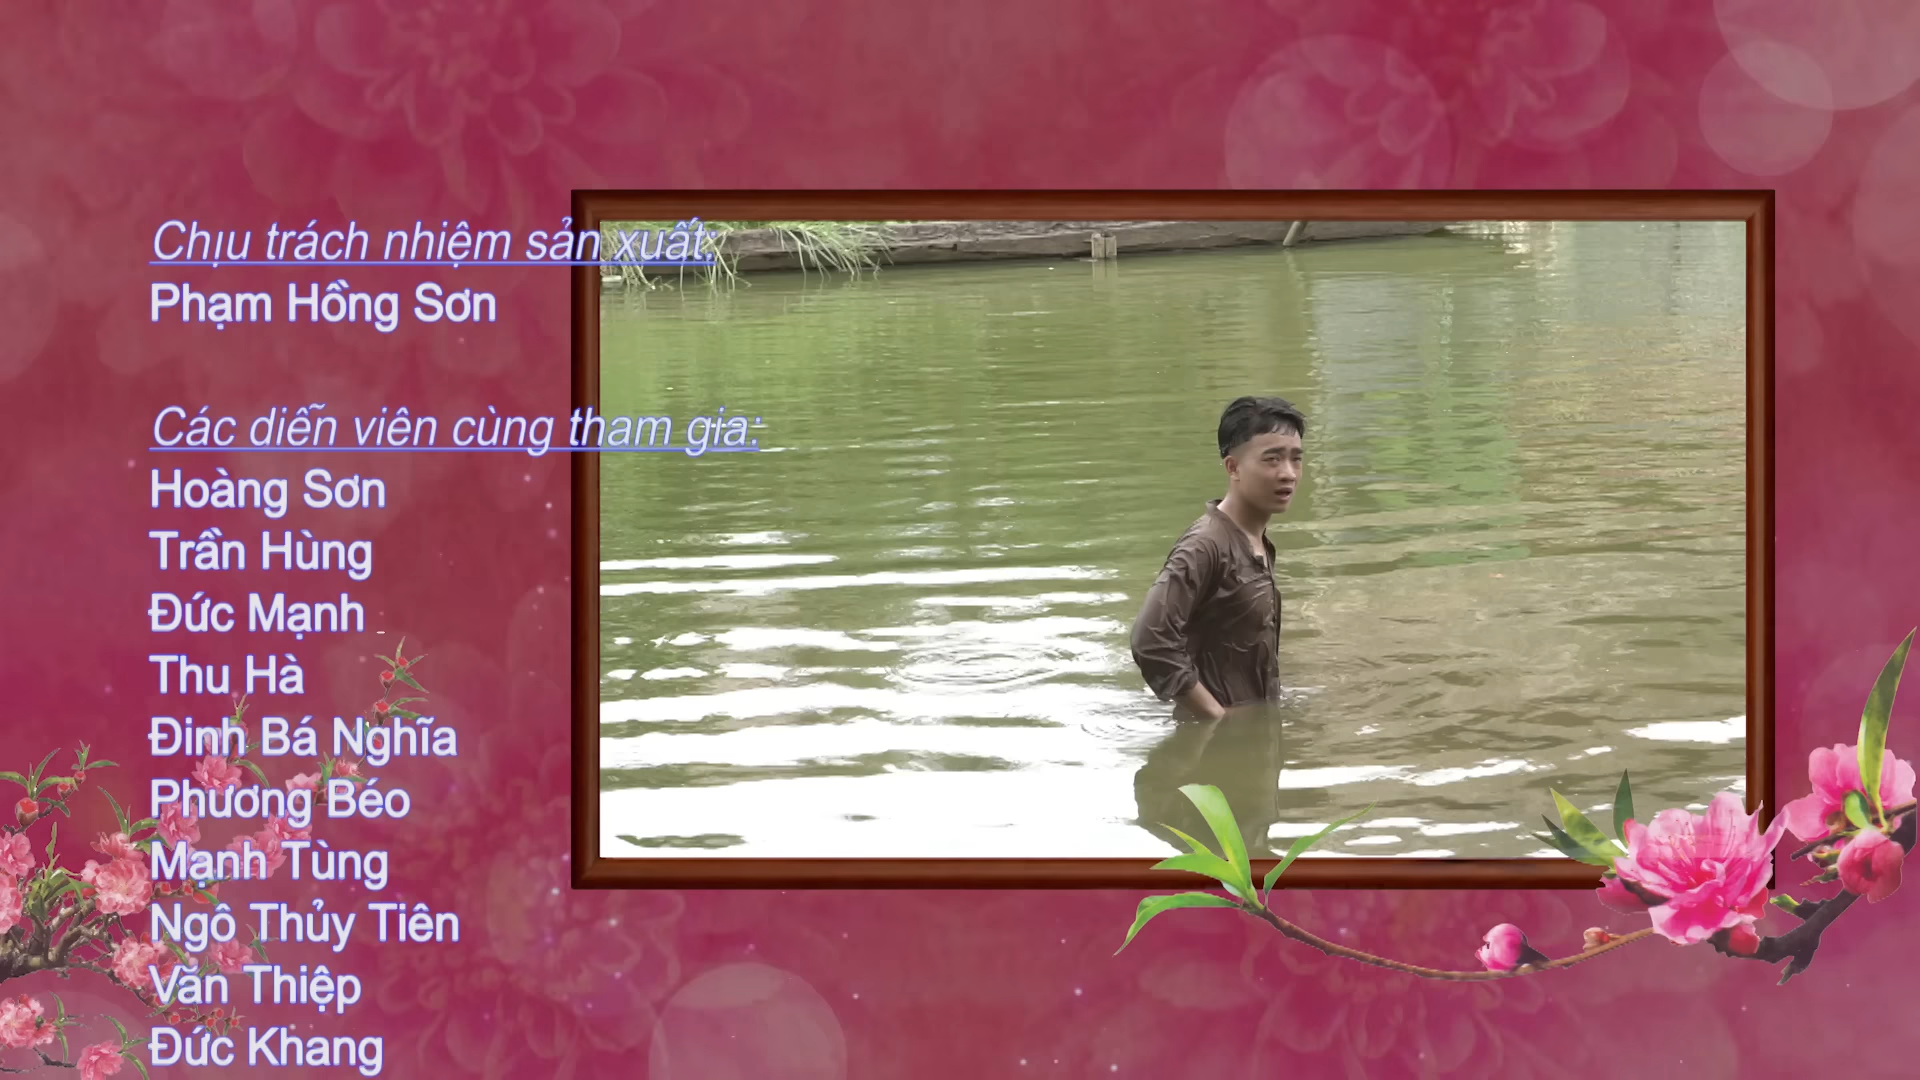 Chịu trách nhiệm sản xuất:
Phạm Hồng Sơn
Các diễn viên cùng tham gia:
Hoàng Sơn
Trần Hùng
Đức Mạnh
Thu Hà
Đinh Bá Nghĩa
Phương Béo
Mạnh Tùng
Ngô Thủy Tiên
Văn Thiệp
Đức Khang